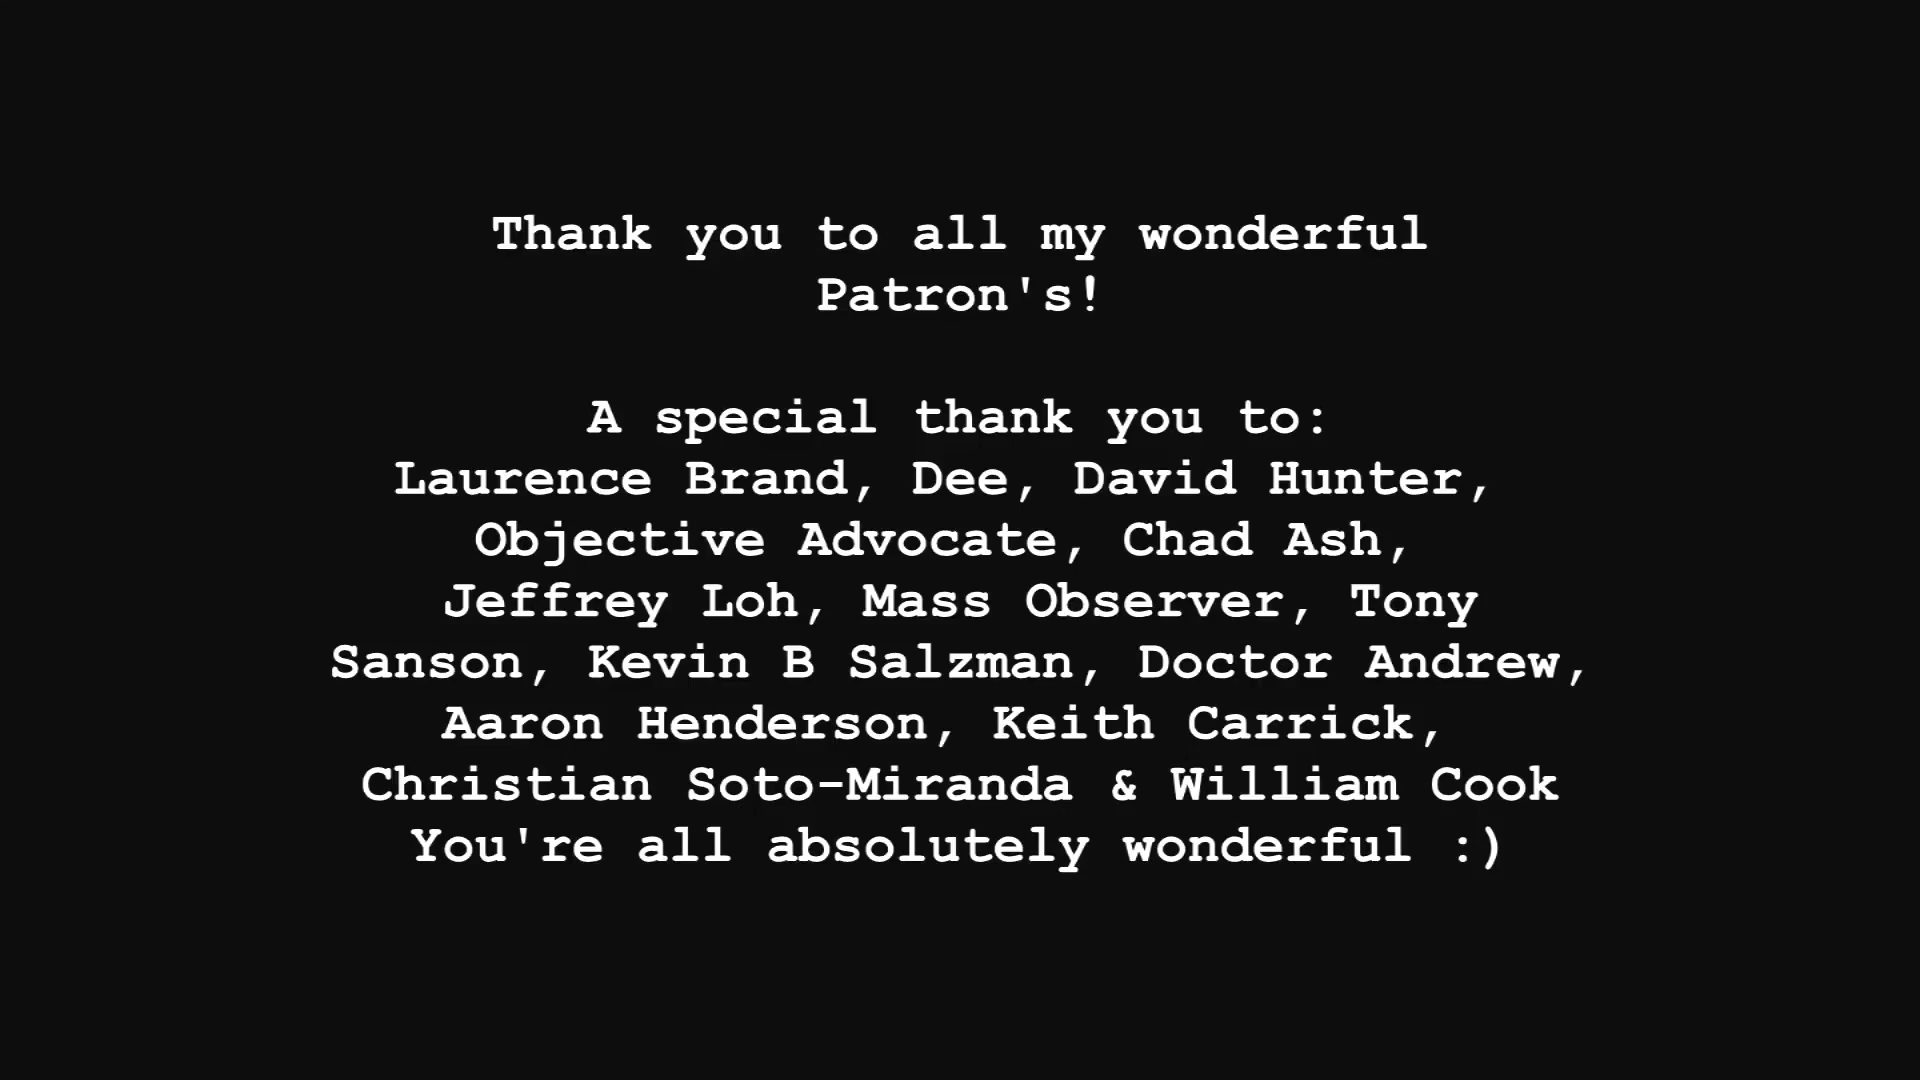 Thank you to all my wonderful
Patron's!
A special thank you to:
Laurence Brand, Dee, David Hunter,
Objective Advocate, Chad Ash,
Jeffrey Loh, Mass Observer, Tony
Sanson, Kevin B Salzman, Doctor Andrew,
Aaron Henderson, Keith Carrick,
Christian Soto-Miranda & William Cook
You're all absolutely wonderful :)